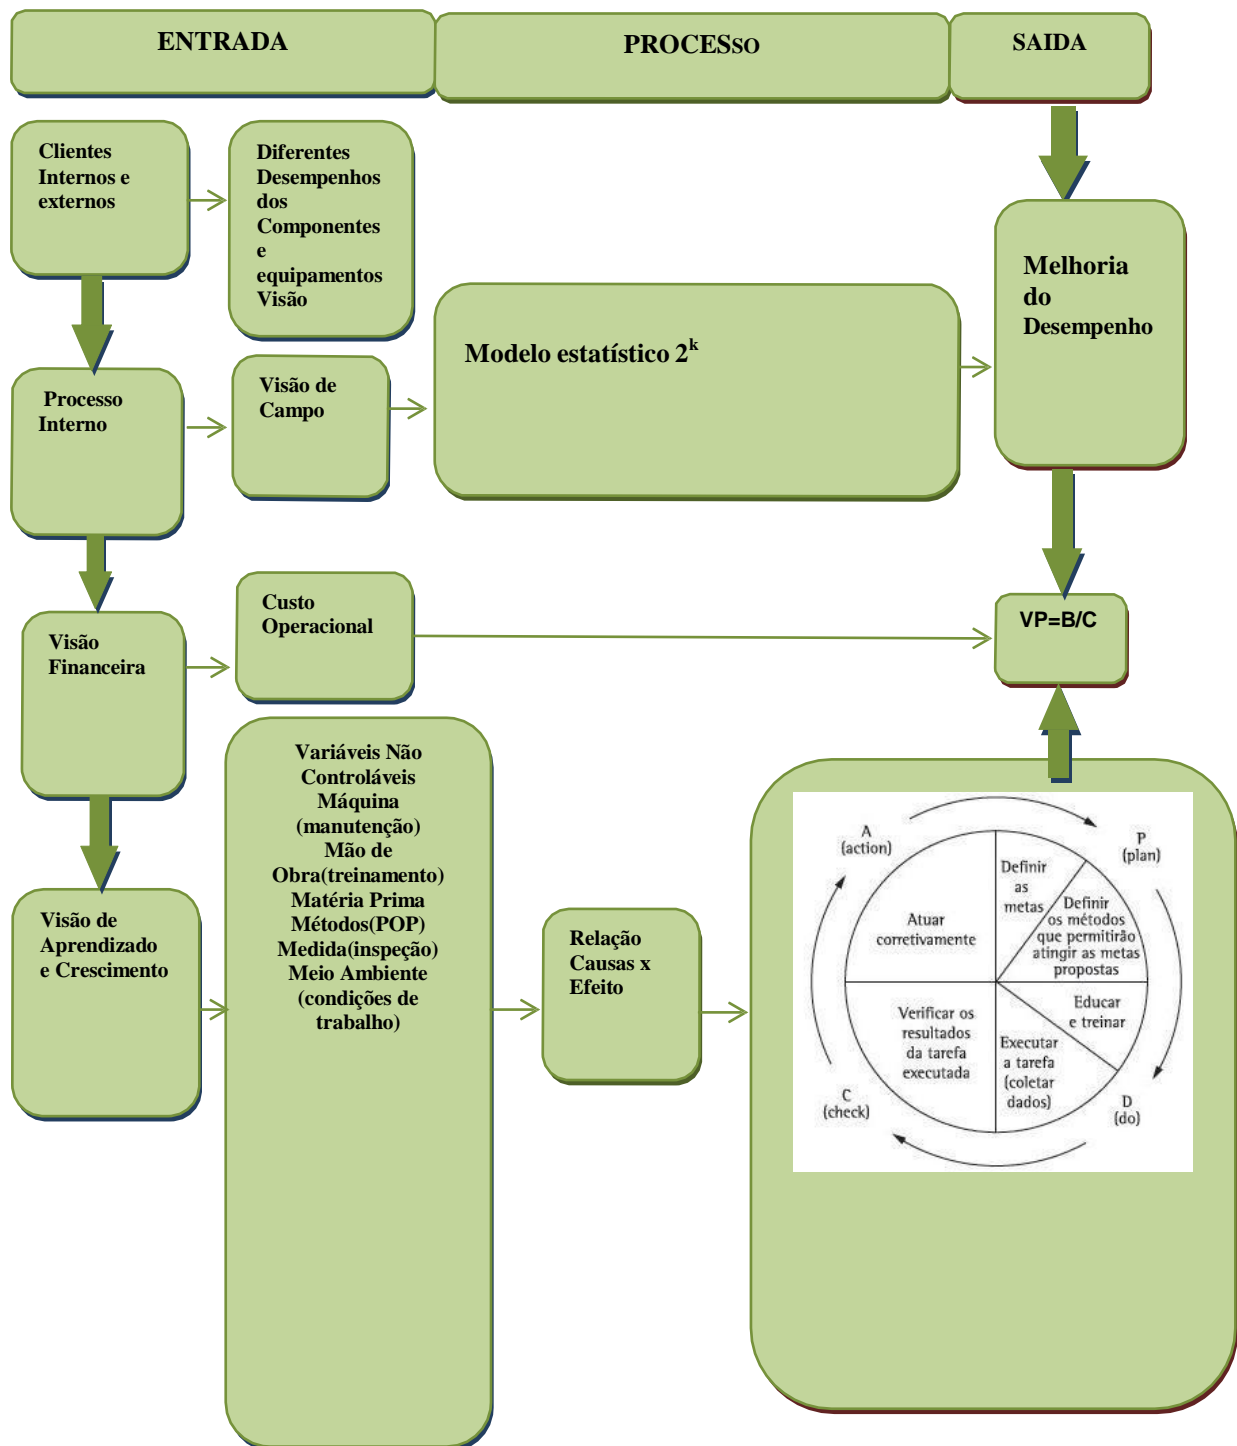 ENTRADA
PROCESSO
SAIDA
Clientes
Internos e
externos
Diferentes
Desempenhos
dos
Componentes
e
equipamentos
Visão
Melhoria
do
Desempenho
Modelo estatístico 2^k
Processo
Interno
Visão de
Campo
Visão
Financeira
Custo
Operacional
VP=B/C
Visão de
Aprendizado
e Crescimento
Variáveis Não
Controláveis
Máquina
(manutenção)
Mão de
Obra(treinamento)
Matéria Prima
Métodos(POP)
Medida(inspeção)
Meio Ambiente
(condições de
trabalho)
Relação
Causas x
Efeito
A
(action)
P
(plan)
Definir
as
metas
Definir
os métodos
que permitirão
atingir as metas
propostas
Atuar
corretivamente
Educar
e treinar
Verificar os
resultados
da tarefa
executada
Executar
a tarefa
(coletar
dados)
C
(check)
D
(do)